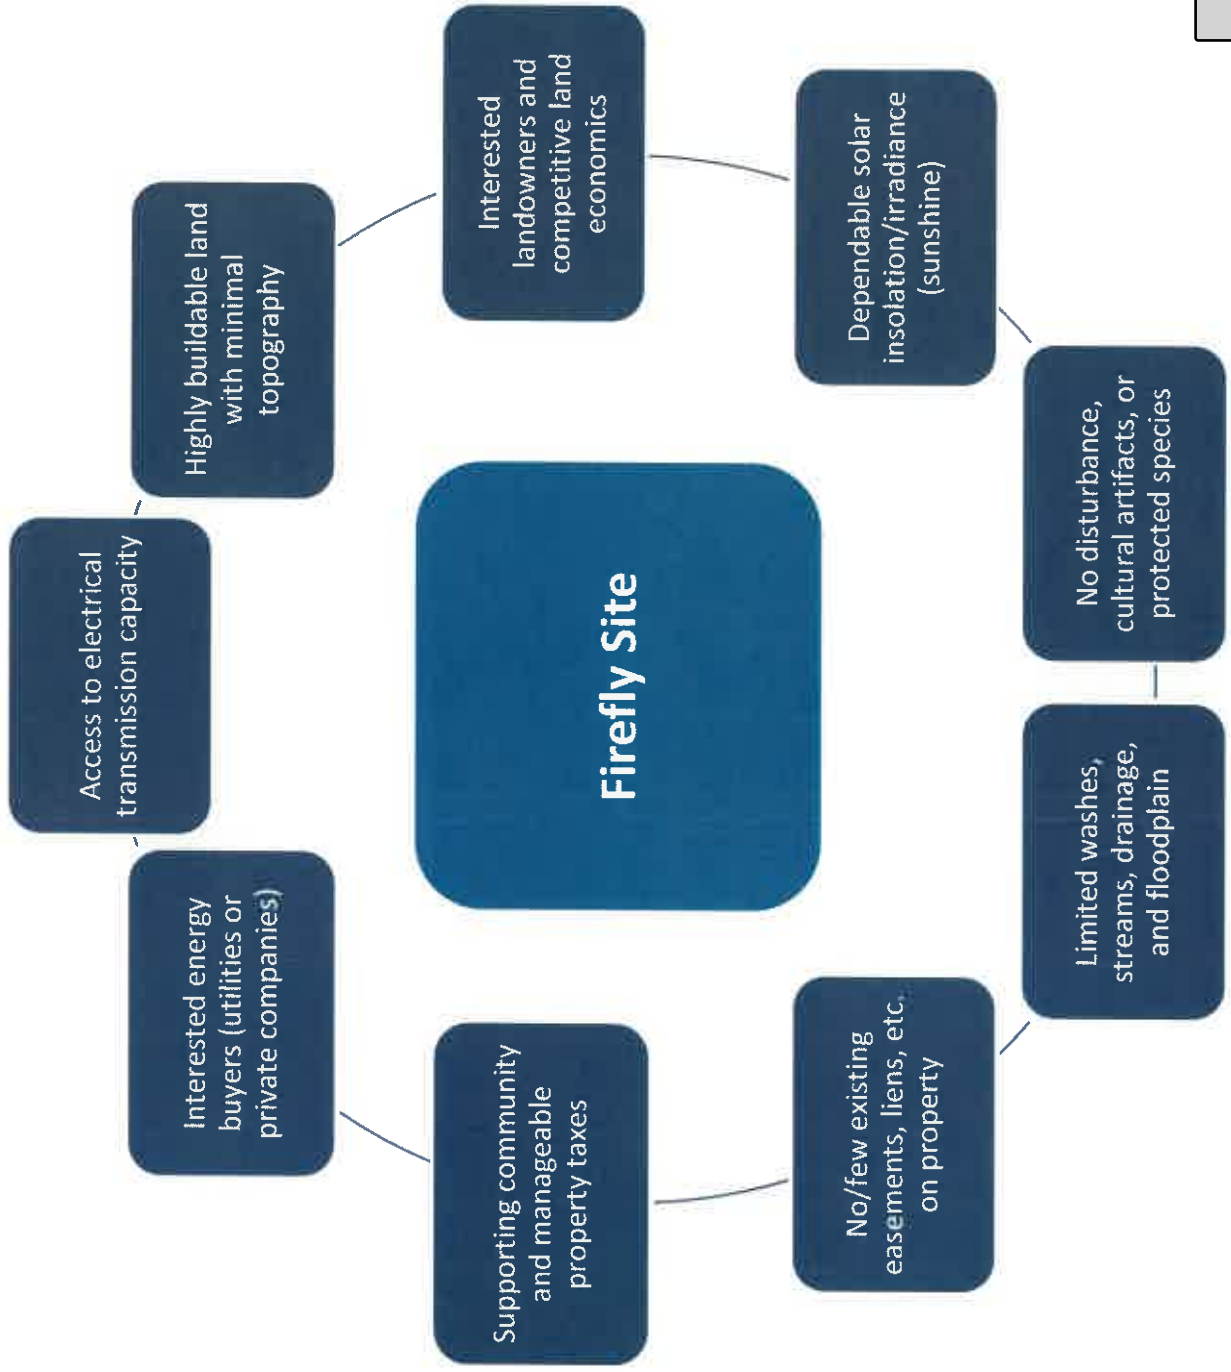 Access to electrical
transmission capacity
Highly buildable land
with minimal
topography
Interested
landowners and
competitive land
economics
Dependable solar
insolation/irradiance
(sunshine)
No disturbance,
cultural artifacts, or
protected species
Limited washes,
streams, drainage,
and floodplain
No/few existing
easements, liens, etc.
on property
Supporting community
and manageable
property taxes
Interested energy
buyers (utilities or
private companies)
Firefly Site